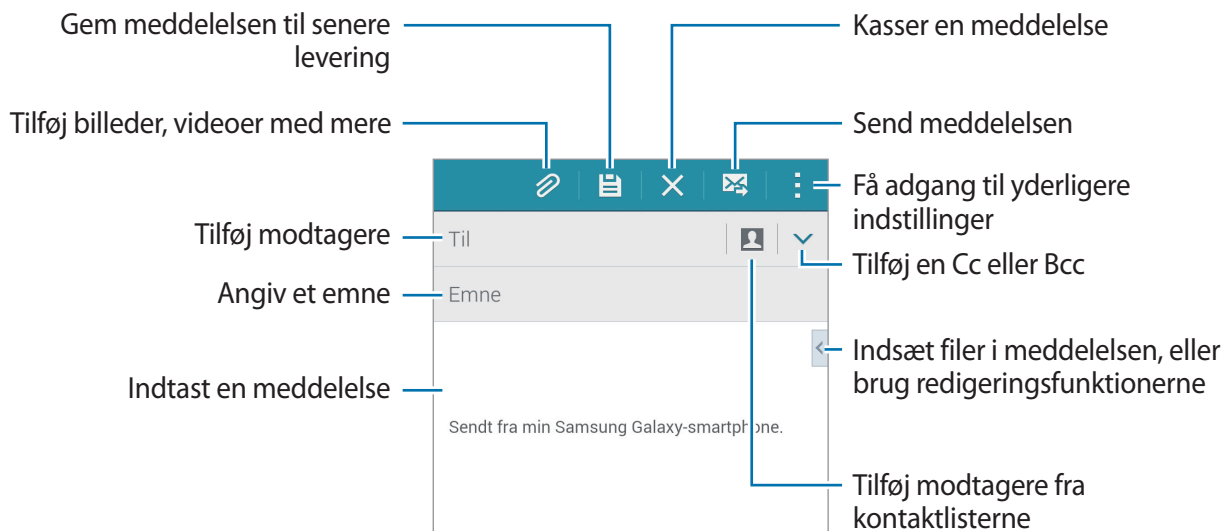 Gem meddelelsen til senere
levering
Kasser en meddelelse
Tilføj billeder, videoer med mere
Send meddelelsen
Få adgang til yderligere
indstillinger
Tilføj modtagere
Til
Tilføj en Cc eller Bcc
Angiv et emne
Emne
Indsæt filer i meddelelsen, eller
brug redigeringsfunktionerne
Indtast en meddelelse
Sendt fra min Samsung Galaxy-smartphone.
Tilføj modtagere fra
kontaktlisterne